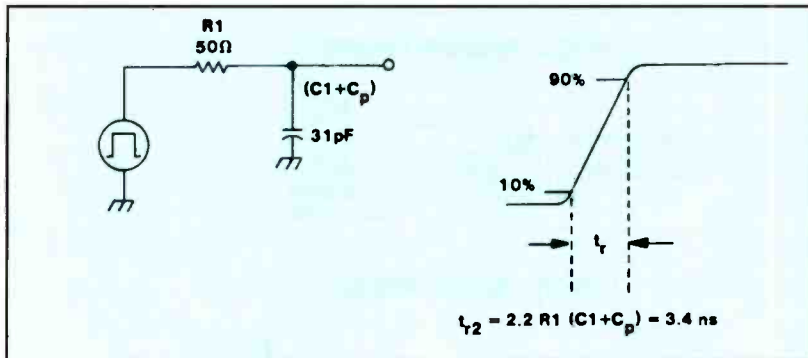 R1
50Ω
(C1+Cp)
31pF
90%
10%
tr
tr2 = 2.2 R1 (C1+Cp) = 3.4 ns